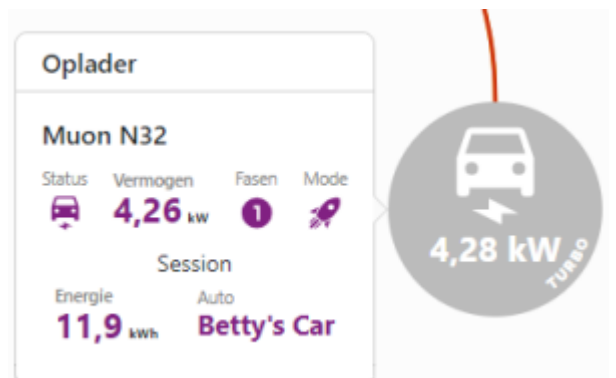 Oplader
Muon N32
Status Vermogen Fasen Mode
4,26 kW 1
Session
Energie Auto
11,9 kWh Betty's Car
4,28 kW
TURBO